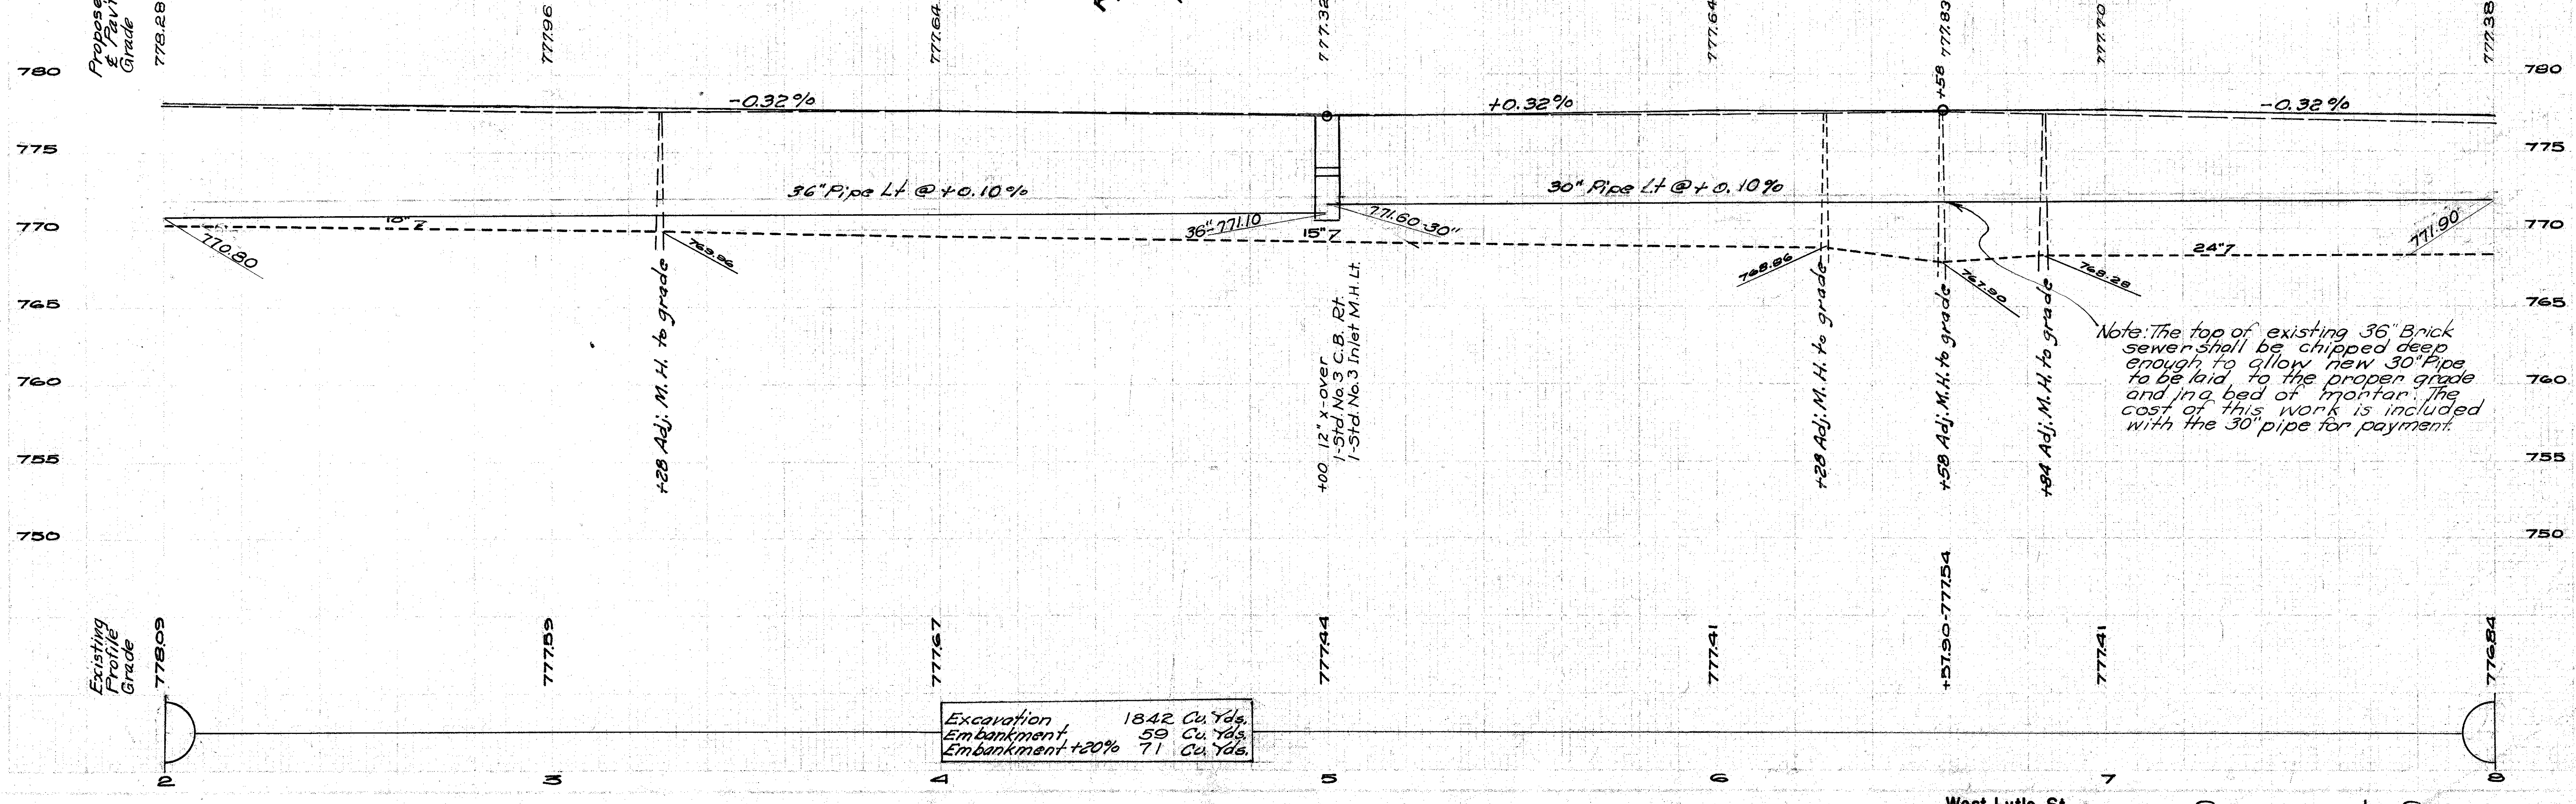 Grade
778.28
777.96
777.64
777.32
777.64
+58 777.83
777.70
777.38
780
780
-0.32%
+0.32%
-0.32%
775
775
36" Pipe Lt @ +0.10%
30" Pipe Lt @ +0.10%
770
770
770.80
769.96
36"-771.10
771.60-30"
15"
768.86
767.90
768.28
24"
771.90
765
765
+28 Adj. M.H. to grade
+00 12" x-over
1-Std. No.3 C.B. Rt.
1-Std. No.3 Inlet M.H. Lt.
+28 Adj. M.H. to grade
+58 Adj. M.H. to grade
+84 Adj. M.H. to grade
Note: The top of existing 36" Brick
sewer shall be chipped deep
enough to allow new 30" Pipe
to be laid to the proper grade
and in a bed of mortar. The
cost of this work is included
with the 30" pipe for payment.
760
760
755
755
750
750
Existing
Profile
Grade
778.09
777.59
777.67
777.44
777.41
+57.90-777.54
777.41
776.84
Excavation 1842 Cu. Yds.
Embankment 59 Cu. Yds.
Embankment +20% 71 Cu. Yds.
2
3
4
5
6
7
8